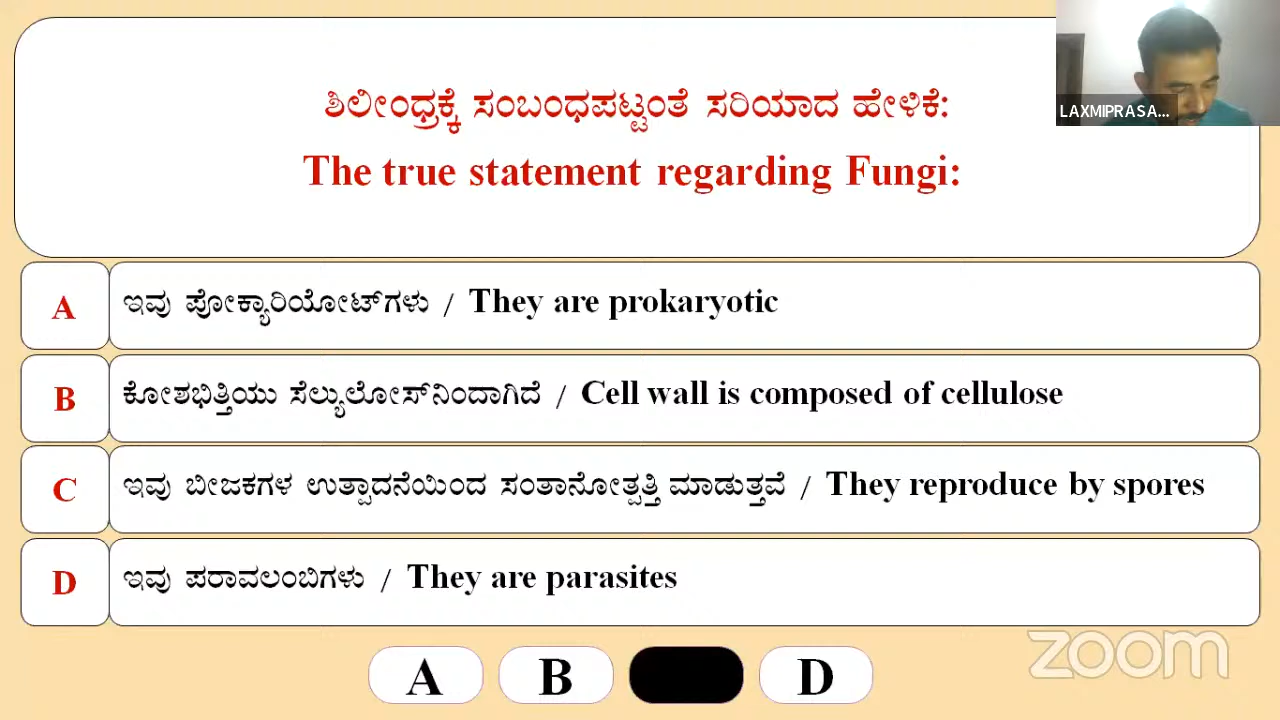 ಶಿಲೀಂಧ್ರಕ್ಕೆ ಸಂಬಂಧಪಟ್ಟಂತೆ ಸರಿಯಾದ ಹೇಳಿಕೆ:
The true statement regarding Fungi:
LAXMIPRASA...
A
ಇವು ಪೋಕ್ಯಾರಿಯೋಟ್‌ಗಳು / They are prokaryotic
B
ಕೋಶಭಿತ್ತಿಯು ಸೆಲ್ಯುಲೋಸ್‌ನಿಂದಾಗಿದೆ / Cell wall is composed of cellulose
C
ಇವು ಬೀಜಕಗಳ ಉತ್ಪಾದನೆಯಿಂದ ಸಂತಾನೋತ್ಪತ್ತಿ ಮಾಡುತ್ತವೆ / They reproduce by spores
D
ಇವು ಪರಾವಲಂಬಿಗಳು / They are parasites
A B D
zoom